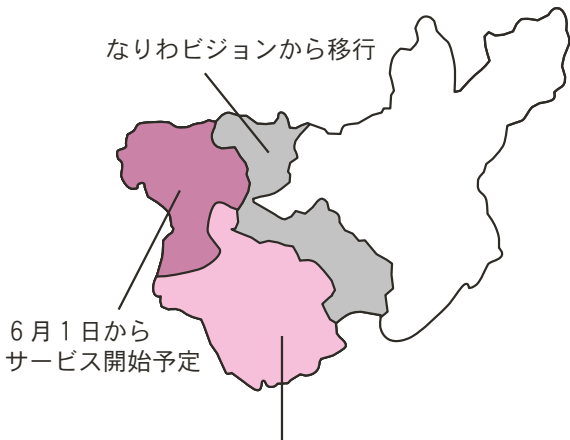 なりわビジョンから移行
６月１日から
サービス開始予定